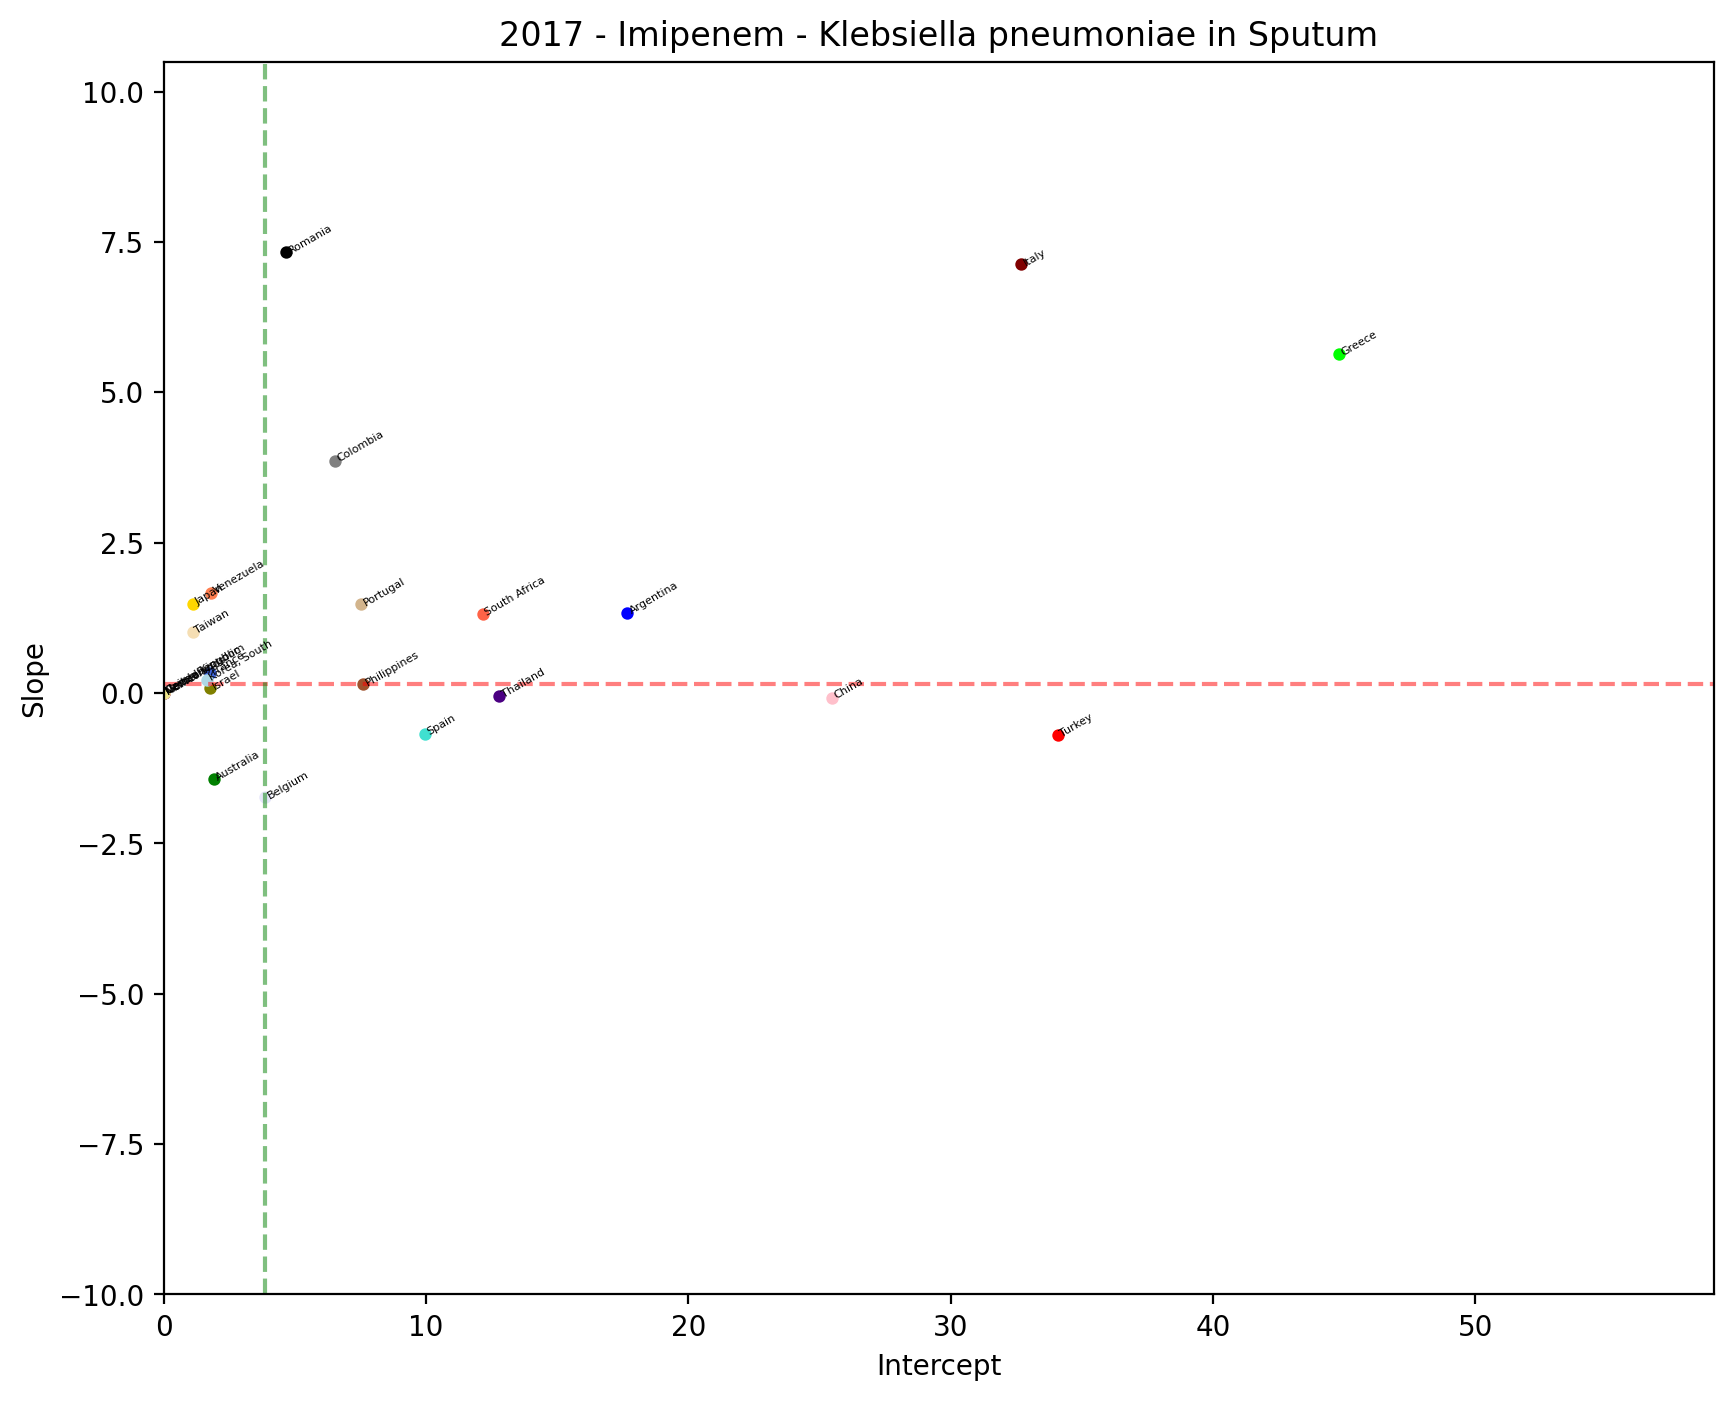 2017 - Imipenem - Klebsiella pneumoniae in Sputum
10.0
7.5
5.0
2.5
0.0
−2.5
−5.0
−7.5
−10.0
Slope
Romania
Italy
Greece
Colombia
Venezuela
Japan
Taiwan
Portugal
South Africa
Argentina
Korea, South
Israel
Philippines
Thailand
China
Spain
Turkey
Australia
Belgium
0
10
20
30
40
50
Intercept